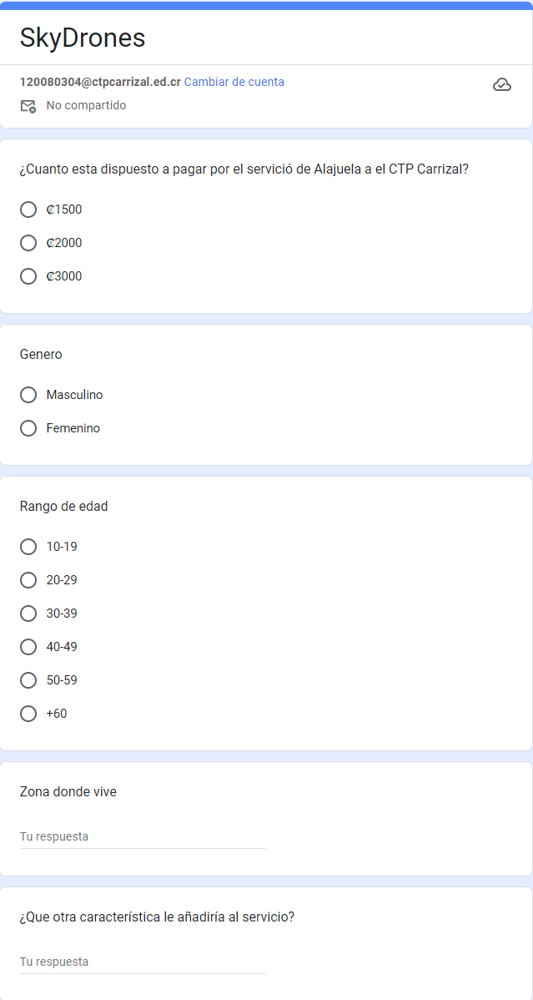 SkyDrones
120080304@ctpcarrizal.ed.cr Cambiar de cuenta
No compartido
¿Cuanto esta dispuesto a pagar por el servició de Alajuela a el CTP Carrizal?
₡1500
₡2000
₡3000
Genero
Masculino
Femenino
Rango de edad
10-19
20-29
30-39
40-49
50-59
+60
Zona donde vive
Tu respuesta
¿Que otra característica le añadiría al servicio?
Tu respuesta